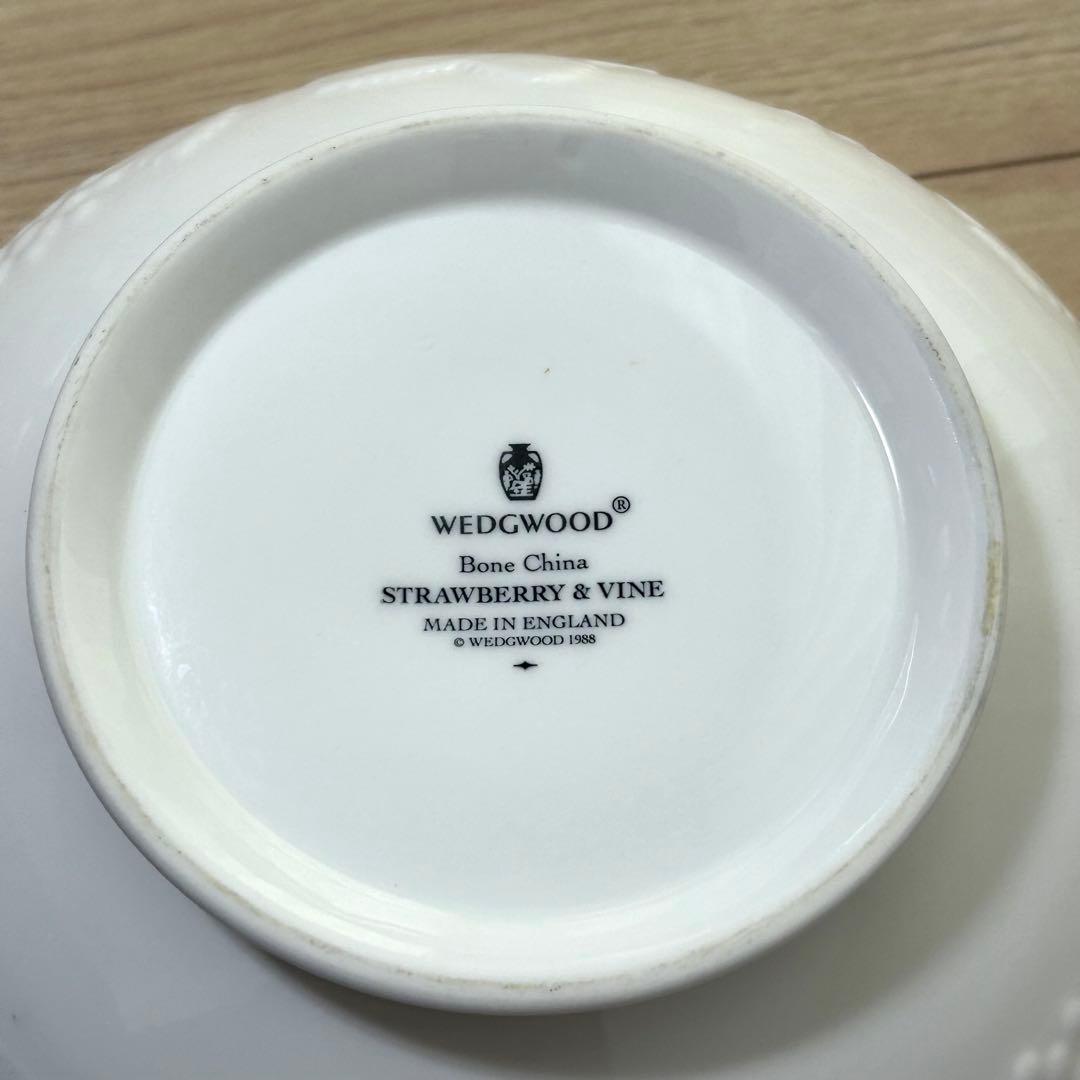 WEDGWOOD®
Bone China
STRAWBERRY & VINE
MADE IN ENGLAND
© WEDGWOOD 1988